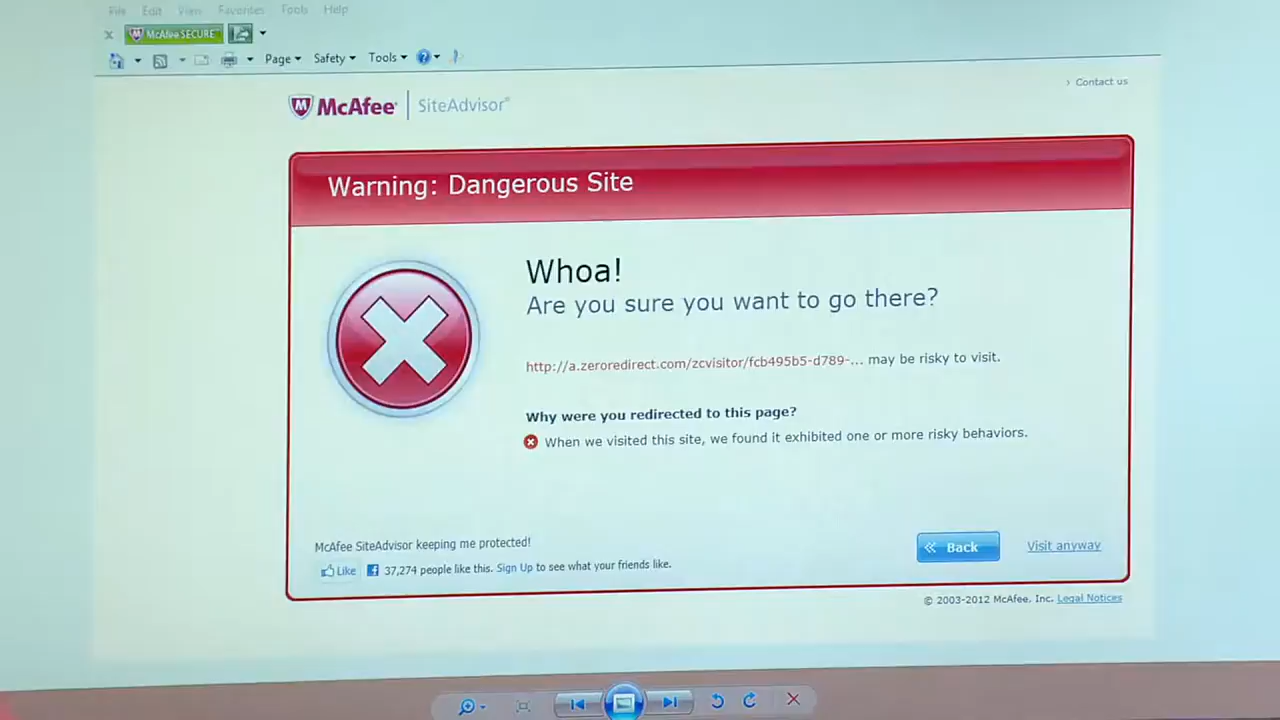 File Edit View Favorites Tools Help
x McAfee SECURE™
Page Safety Tools
› Contact us
McAfee® | SiteAdvisor®
Warning: Dangerous Site
Whoa!
Are you sure you want to go there?
http://a.zeroredirect.com/zcvisitor/fcb495b5-d789-... may be risky to visit.
Why were you redirected to this page?
When we visited this site, we found it exhibited one or more risky behaviors.
McAfee SiteAdvisor keeping me protected!
Back Visit anyway
Like 37,274 people like this. Sign Up to see what your friends like.
© 2003-2012 McAfee, Inc. Legal Notices